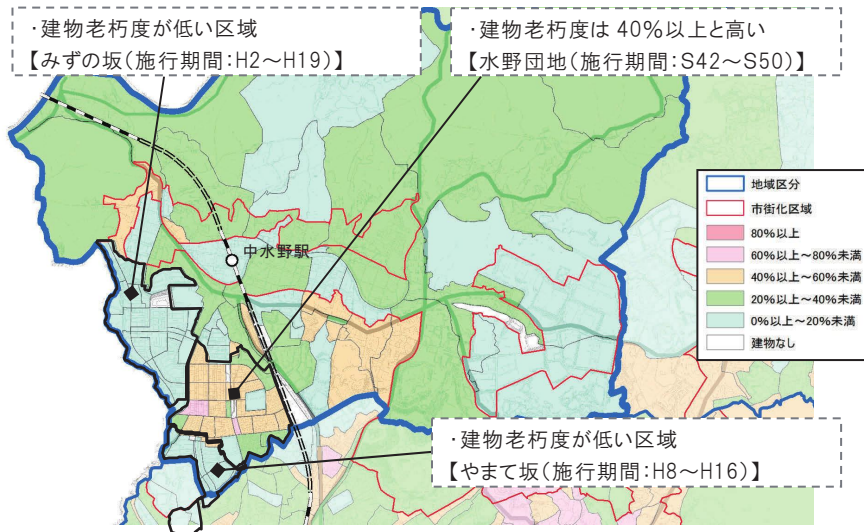 ・建物老朽度が低い区域
【みずの坂(施行期間:H2～H19)】
・建物老朽度は 40%以上と高い
【水野団地(施行期間:S42～S50)】
地域区分
市街化区域
80%以上
60%以上～80%未満
40%以上～60%未満
20%以上～40%未満
0%以上～20%未満
建物なし
中水野駅
・建物老朽度が低い区域
【やまて坂(施行期間:H8～H16)】